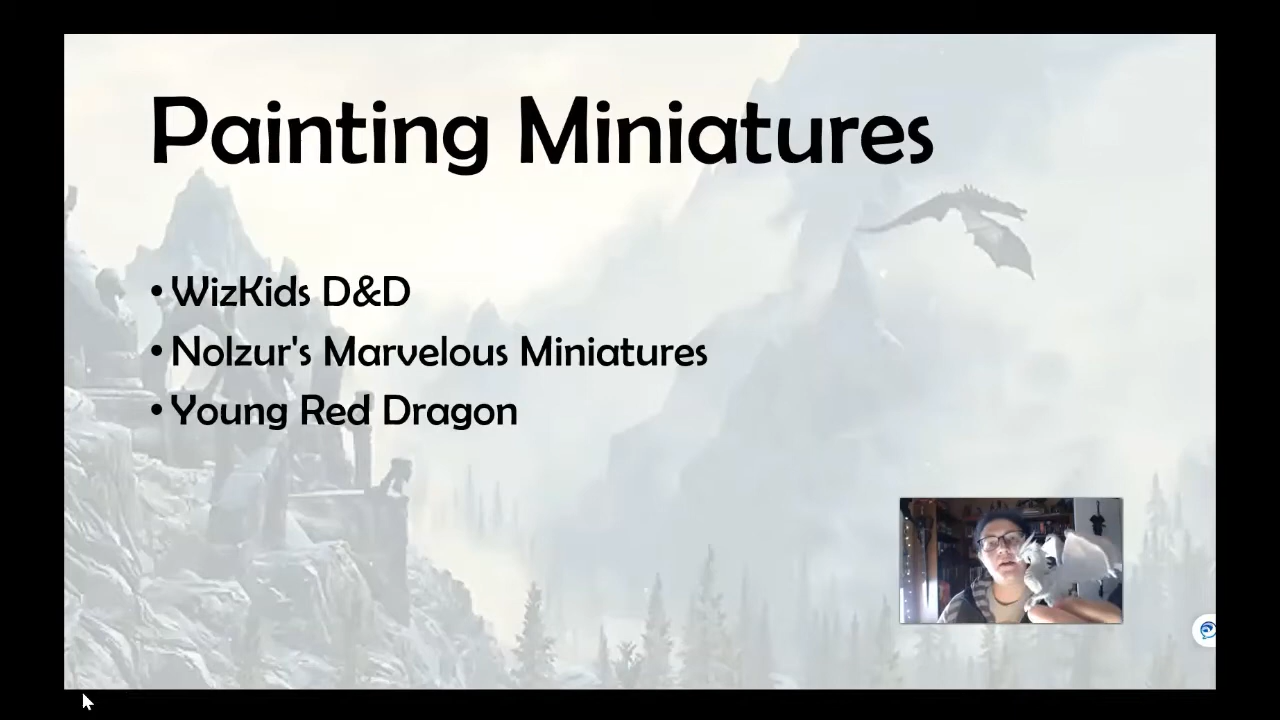 Painting Miniatures
• WizKids D&D
• Nolzur's Marvelous Miniatures
• Young Red Dragon